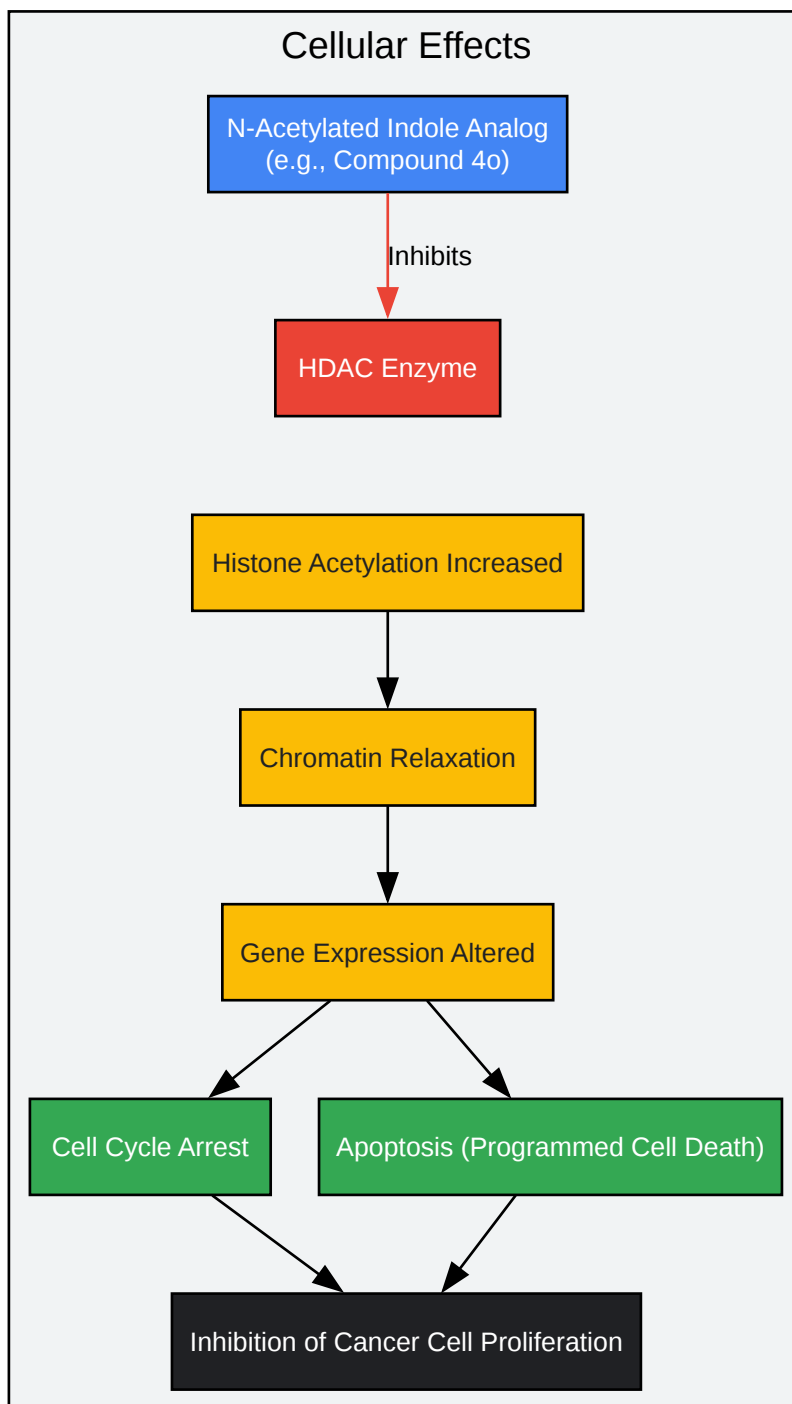 Cellular Effects
N-Acetylated Indole Analog
(e.g., Compound 4o)
Inhibits
HDAC Enzyme
Histone Acetylation Increased
Chromatin Relaxation
Gene Expression Altered
Cell Cycle Arrest
Apoptosis (Programmed Cell Death)
Inhibition of Cancer Cell Proliferation